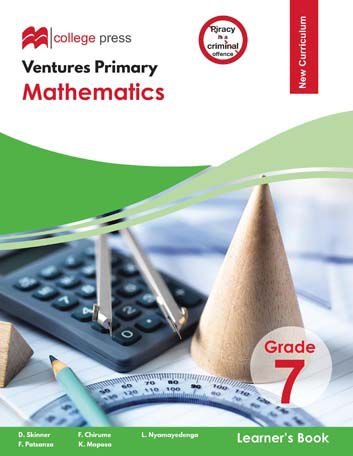 college press
Piracy
is a
criminal
offence
New Curriculum
Ventures Primary
Mathematics
Grade
7
D. Skinner F. Chirume L. Nyamayedenga
F. Patsanza K. Maposa
Learner's Book